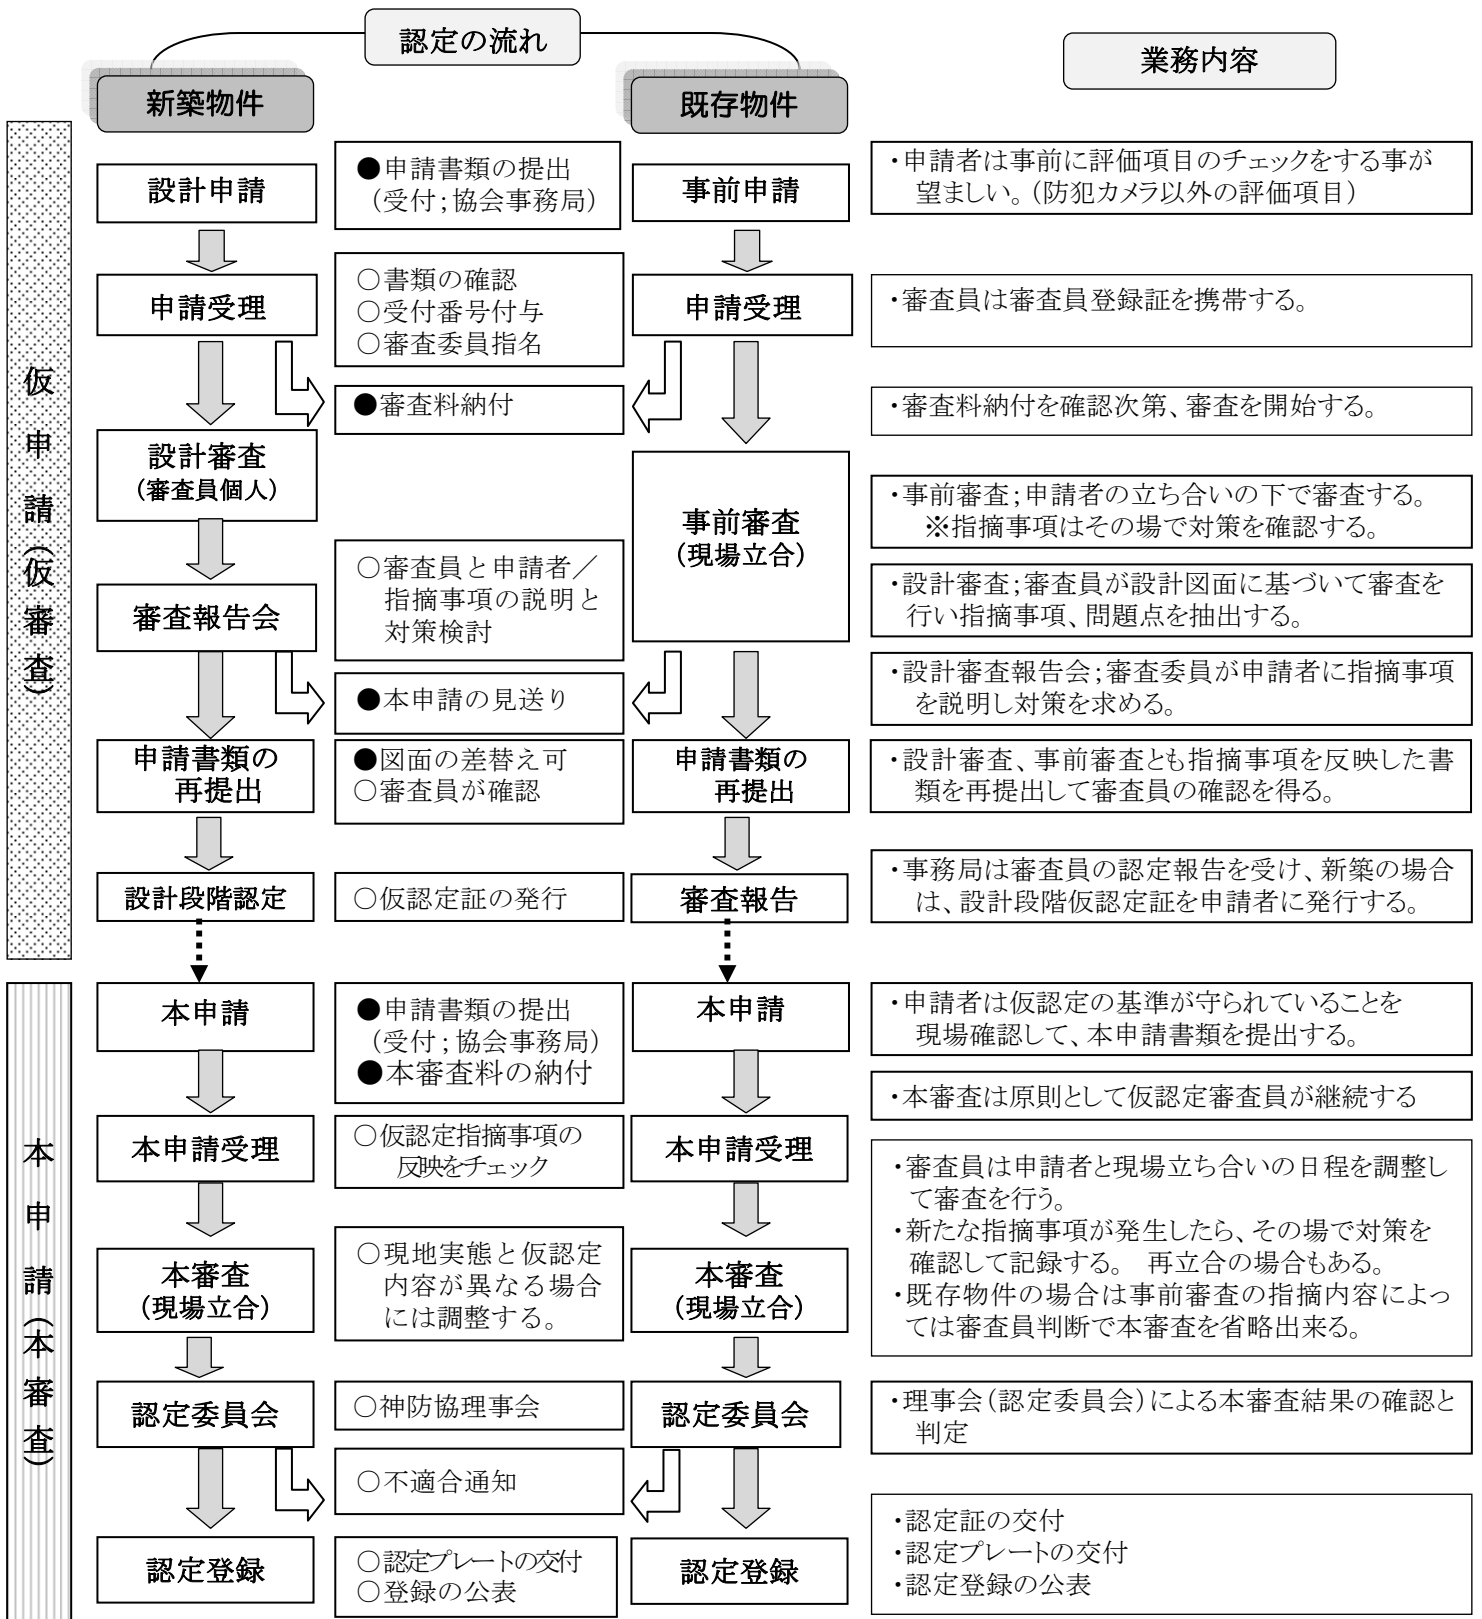 認定の流れ
業務内容
新築物件
既存物件
仮申請(仮審査)
設計申請
●申請書類の提出
(受付;協会事務局)
事前申請
・申請者は事前に評価項目のチェックをする事が
望ましい。(防犯カメラ以外の評価項目)
申請受理
○書類の確認
○受付番号付与
○審査委員指名
申請受理
・審査員は審査員登録証を携帯する。
●審査料納付
・審査料納付を確認次第、審査を開始する。
設計審査
(審査員個人)
事前審査
(現場立合)
・事前審査;申請者の立ち合いの下で審査する。
※指摘事項はその場で対策を確認する。
審査報告会
○審査員と申請者/
指摘事項の説明と
対策検討
・設計審査;審査員が設計図面に基づいて審査を
行い指摘事項、問題点を抽出する。
●本申請の見送り
・設計審査報告会;審査委員が申請者に指摘事項
を説明し対策を求める。
申請書類の
再提出
●図面の差替え可
○審査員が確認
申請書類の
再提出
・設計審査、事前審査とも指摘事項を反映した書
類を再提出して審査員の確認を得る。
設計段階認定
○仮認定証の発行
審査報告
・事務局は審査員の認定報告を受け、新築の場合
は、設計段階仮認定証を申請者に発行する。
本申請(本審査)
本申請
●申請書類の提出
(受付;協会事務局)
●本審査料の納付
本申請
・申請者は仮認定の基準が守られていることを
現場確認して、本申請書類を提出する。
・本審査は原則として仮認定審査員が継続する
本申請受理
○仮認定指摘事項の
反映をチェック
本申請受理
・審査員は申請者と現場立ち合いの日程を調整し
て審査を行う。
・新たな指摘事項が発生したら、その場で対策を
確認して記録する。 再立合の場合もある。
・既存物件の場合は事前審査の指摘内容によっ
ては審査員判断で本審査を省略出来る。
本審査
(現場立合)
○現地実態と仮認定
内容が異なる場合
には調整する。
本審査
(現場立合)
認定委員会
○神防協理事会
認定委員会
・理事会(認定委員会)による本審査結果の確認と
判定
○不適合通知
認定登録
○認定プレートの交付
○登録の公表
認定登録
・認定証の交付
・認定プレートの交付
・認定登録の公表